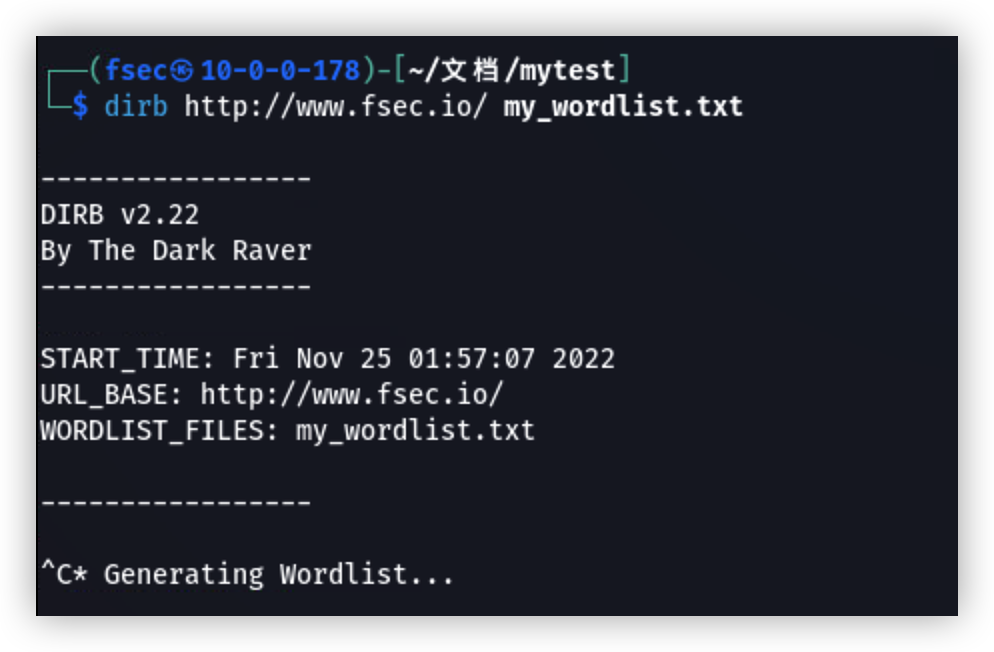 ┌──(fsec㉿10-0-0-178)-[~/文档/mytest]
└─$ dirb http://www.fsec.io/ my_wordlist.txt
-----------------
DIRB v2.22
By The Dark Raver
-----------------
START_TIME: Fri Nov 25 01:57:07 2022
URL_BASE: http://www.fsec.io/
WORDLIST_FILES: my_wordlist.txt
-----------------
^C* Generating Wordlist...